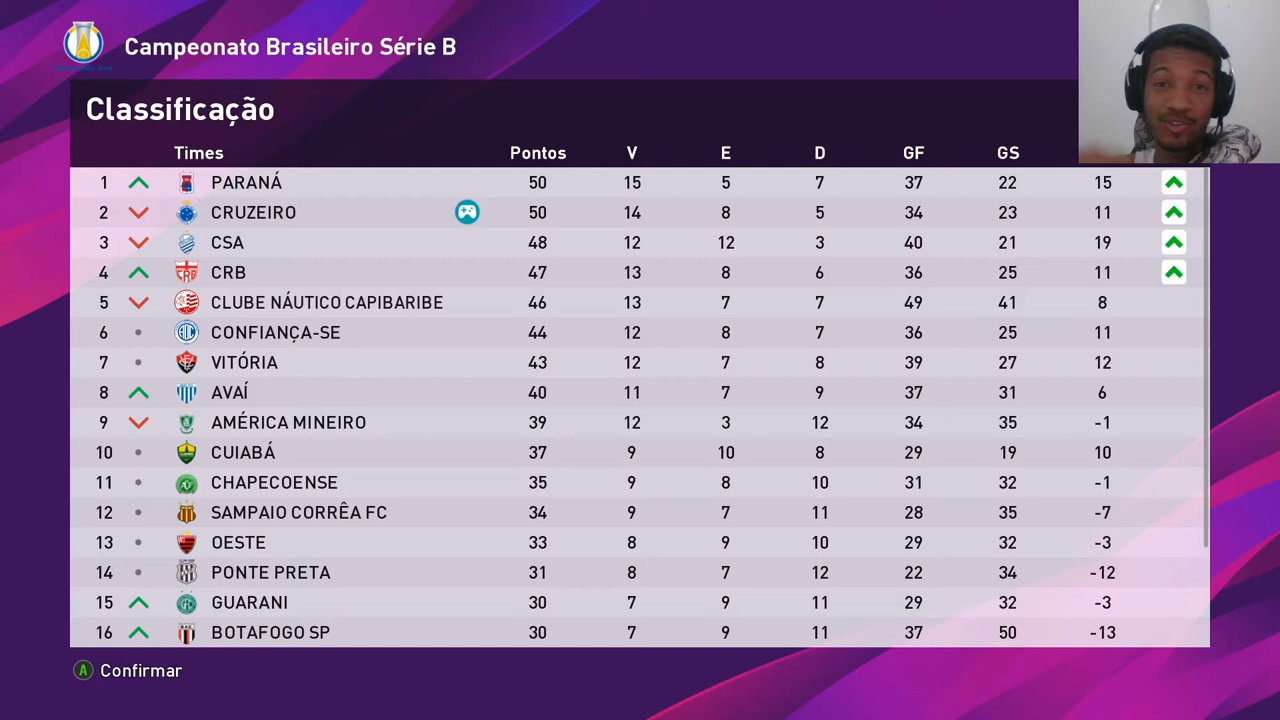 Campeonato Brasileiro Série B
Classificação
Times Pontos V E D GF GS
1 PARANÁ 50 15 5 7 37 22 15
2 CRUZEIRO 50 14 8 5 34 23 11
3 CSA 48 12 12 3 40 21 19
4 CRB 47 13 8 6 36 25 11
5 CLUBE NÁUTICO CAPIBARIBE 46 13 7 7 49 41 8
6 CONFIANÇA-SE 44 12 8 7 36 25 11
7 VITÓRIA 43 12 7 8 39 27 12
8 AVAÍ 40 11 7 9 37 31 6
9 AMÉRICA MINEIRO 39 12 3 12 34 35 -1
10 CUIABÁ 37 9 10 8 29 19 10
11 CHAPECOENSE 35 9 8 10 31 32 -1
12 SAMPAIO CORRÊA FC 34 9 7 11 28 35 -7
13 OESTE 33 8 9 10 29 32 -3
14 PONTE PRETA 31 8 7 12 22 34 -12
15 GUARANI 30 7 9 11 29 32 -3
16 BOTAFOGO SP 30 7 9 11 37 50 -13
A Confirmar